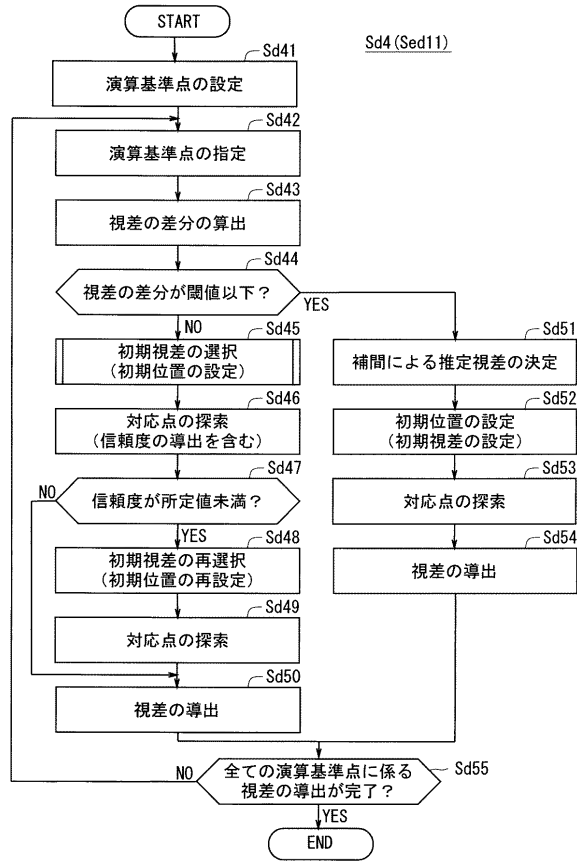 START
Sd4(Sed11)
Sd41
演算基準点の設定
Sd42
演算基準点の指定
Sd43
視差の差分の算出
Sd44
視差の差分が閾値以下？
YES
NO
Sd45
初期視差の選択
(初期位置の設定)
Sd46
対応点の探索
(信頼度の導出を含む)
Sd47
NO
信頼度が所定値未満？
YES
Sd48
初期視差の再選択
(初期位置の再設定)
Sd49
対応点の探索
Sd50
視差の導出
Sd51
補間による推定視差の決定
Sd52
初期位置の設定
(初期視差の設定)
Sd53
対応点の探索
Sd54
視差の導出
Sd55
NO
全ての演算基準点に係る
視差の導出が完了？
YES
END